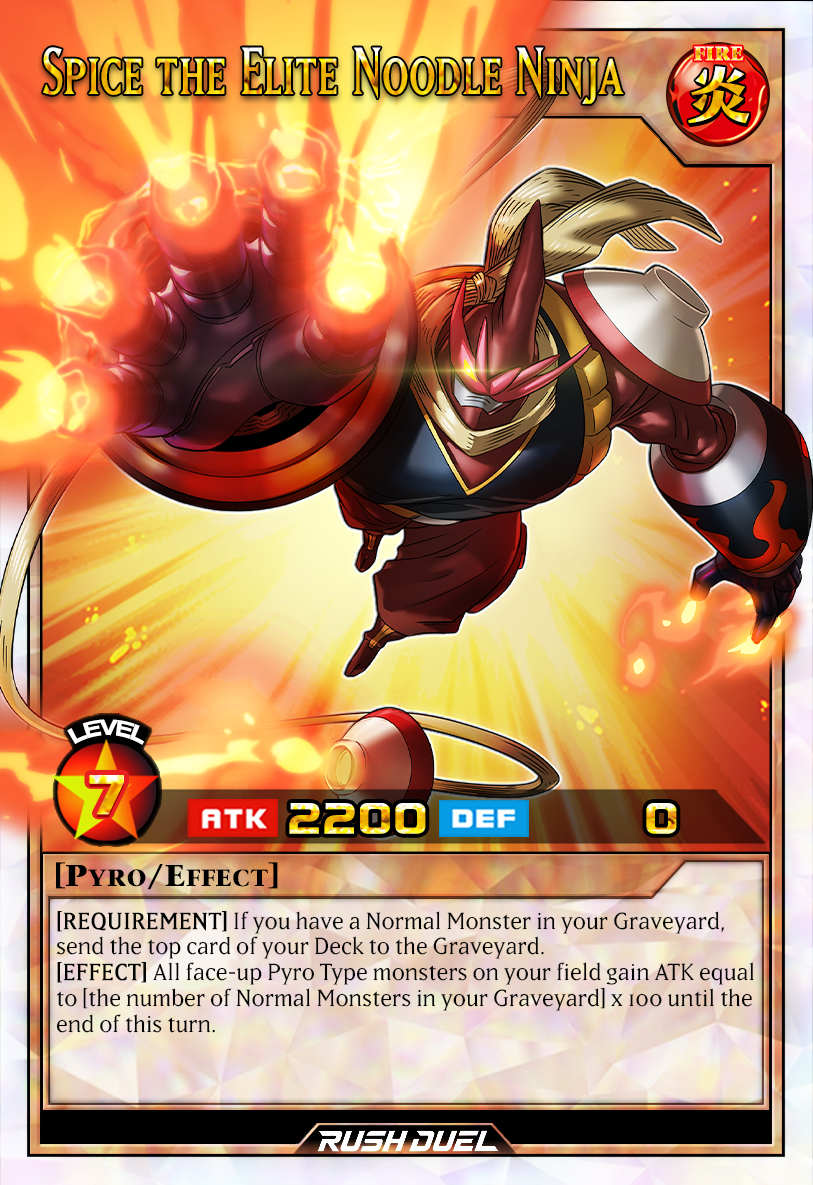 Spice the Elite Noodle Ninja
FIRE
炎
LEVEL
7
ATK 2200 DEF 0
[Pyro/Effect]
[REQUIREMENT] If you have a Normal Monster in your Graveyard,
send the top card of your Deck to the Graveyard.
[EFFECT] All face-up Pyro Type monsters on your field gain ATK equal
to [the number of Normal Monsters in your Graveyard] x 100 until the
end of this turn.
RUSH DUEL